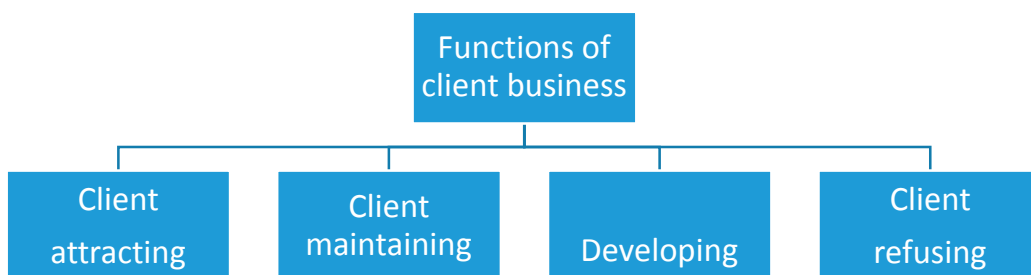 Functions of
client business
Client
attracting
Client
maintaining
Developing
Client
refusing